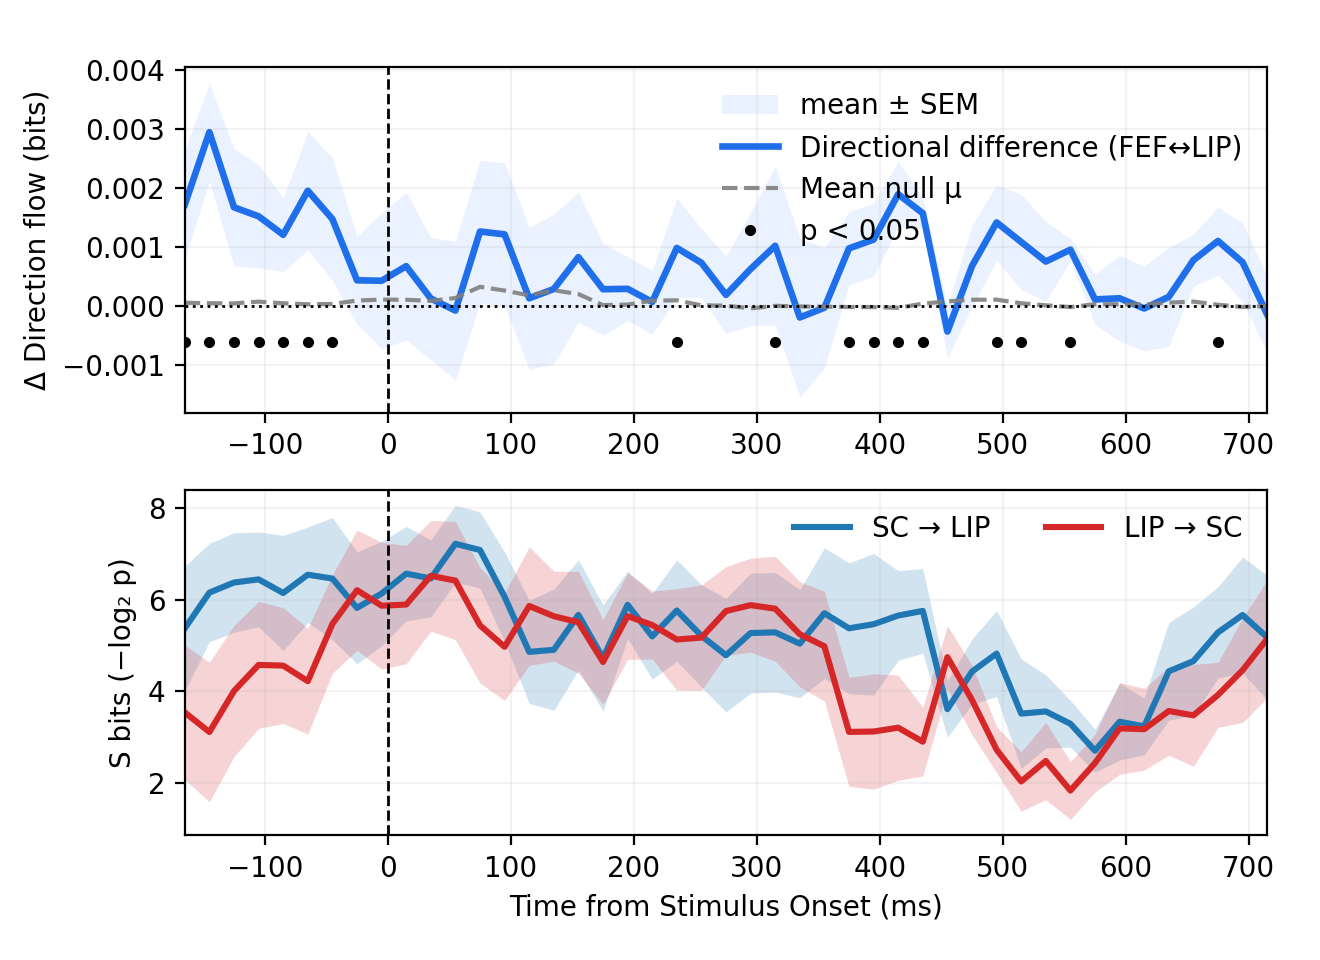 0.004
0.003
0.002
0.001
0.000
−0.001
Δ Direction flow (bits)
mean ± SEM
Directional difference (FEF↔LIP)
Mean null μ
p < 0.05
−100 0 100 200 300 400 500 600 700
8
6
4
2
S bits (−log₂ p)
SC → LIP LIP → SC
−100 0 100 200 300 400 500 600 700
Time from Stimulus Onset (ms)